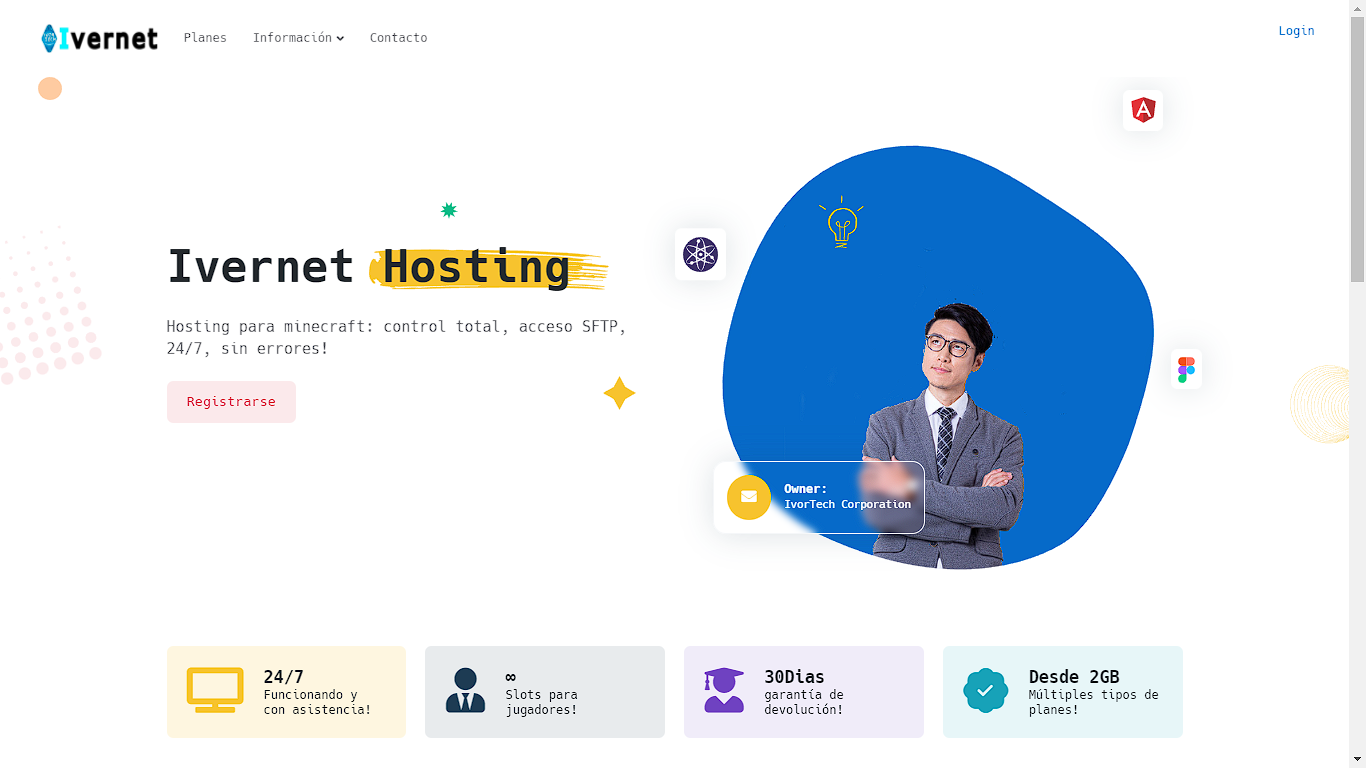 Ivernet
Planes
Información
Contacto
Login
Ivernet Hosting
Hosting para minecraft: control total, acceso SFTP,
24/7, sin errores!
Registrarse
Owner:
IvorTech Corporation
24/7
Funcionando y
con asistencia!
∞
Slots para
jugadores!
30Dias
garantía de
devolución!
Desde 2GB
Múltiples tipos de
planes!